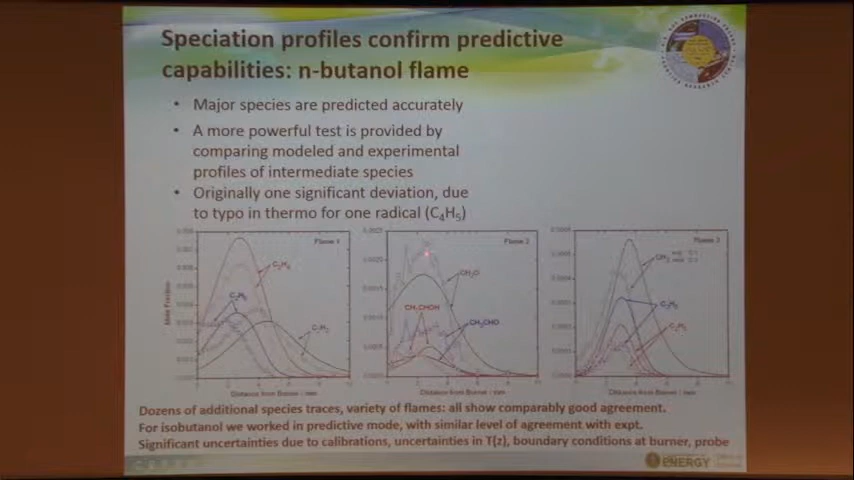 Speciation profiles confirm predictive
capabilities: n-butanol flame
• Major species are predicted accurately
• A more powerful test is provided by
comparing modeled and experimental
profiles of intermediate species
• Originally one significant deviation, due
to typo in thermo for one radical (C₄H₅)
Flame 1
Flame 2
CH₂O
CH₂CHOH
CH₃CHO
Flame 3
Mole Fraction
Distance from Burner / mm
Distance from Burner / mm
Distance from Burner / mm
Dozens of additional species traces, variety of flames: all show comparably good agreement.
For isobutanol we worked in predictive mode, with similar level of agreement with expt.
Significant uncertainties due to calibrations, uncertainties in T(z), boundary conditions at burner, probe
ENERGY